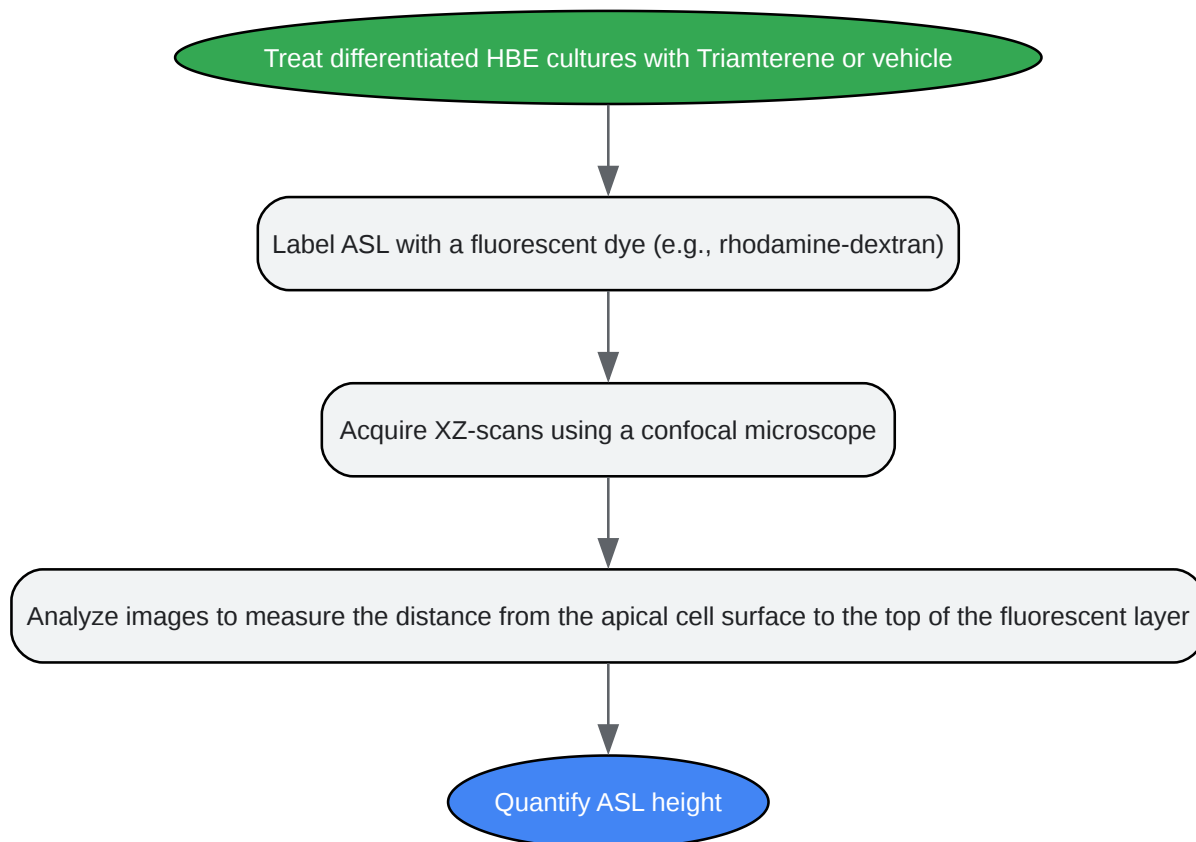 Treat differentiated HBE cultures with Triamterene or vehicle
Label ASL with a fluorescent dye (e.g., rhodamine-dextran)
Acquire XZ-scans using a confocal microscope
Analyze images to measure the distance from the apical cell surface to the top of the fluorescent layer
Quantify ASL height